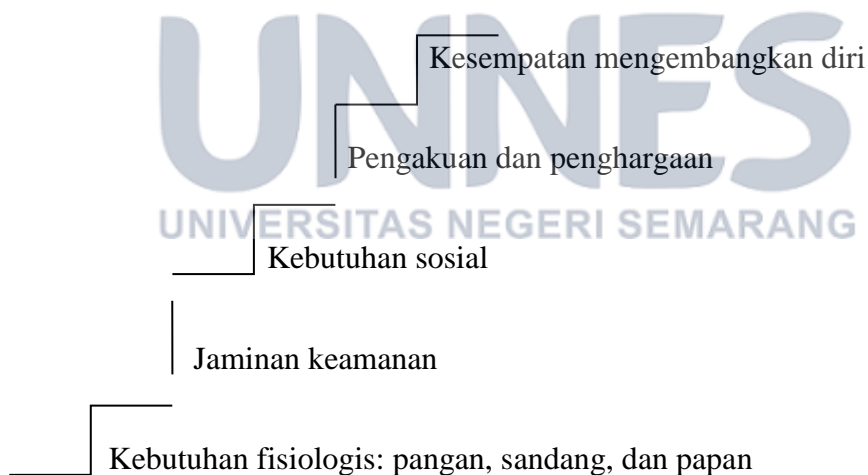 UNNES
Kesempatan mengembangkan diri
Pengakuan dan penghargaan
UNIVERSITAS NEGERI SEMARANG
Kebutuhan sosial
Jaminan keamanan
Kebutuhan fisiologis: pangan, sandang, dan papan